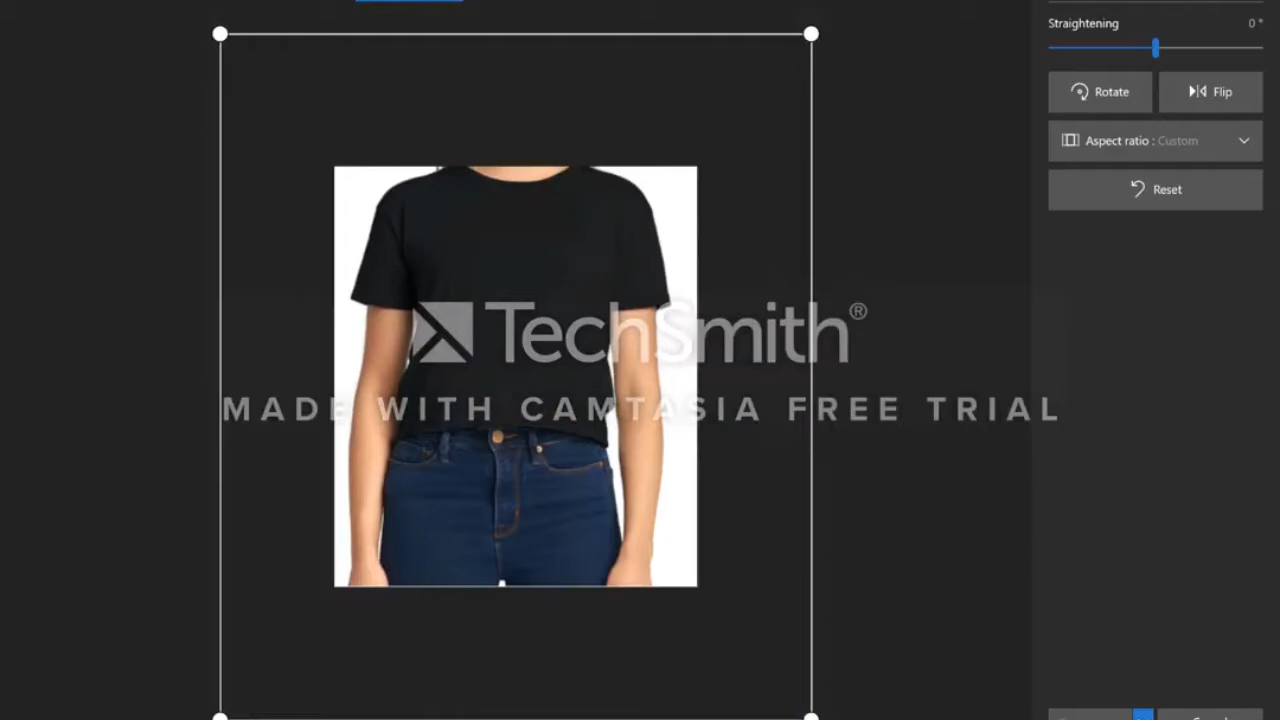 Straightening 0 °
Rotate Flip
Aspect ratio : Custom
Reset
TechSmith®
MADE WITH CAMTASIA FREE TRIAL